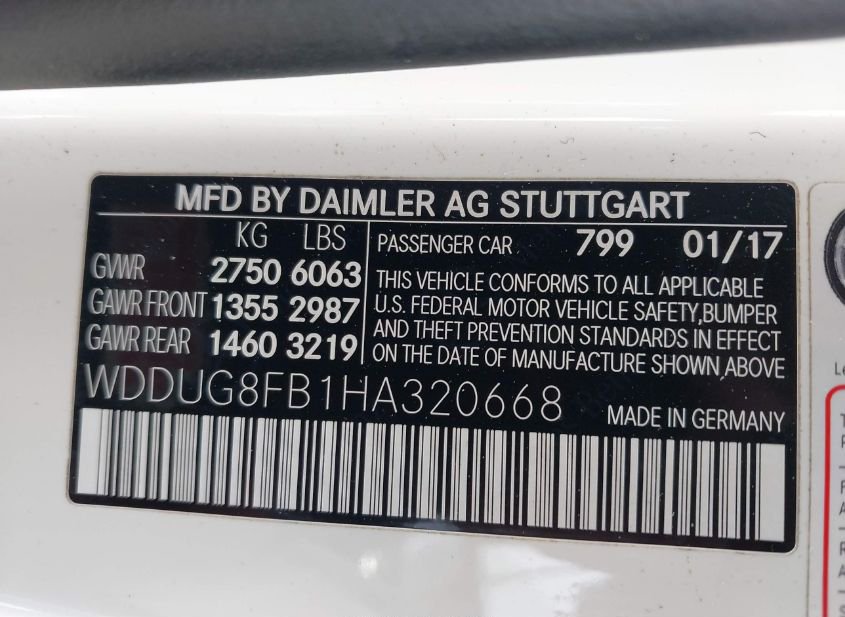 MFD BY DAIMLER AG STUTTGART
KG LBS
GVWR 2750 6063
GAWR FRONT 1355 2987
GAWR REAR 1460 3219
PASSENGER CAR 799 01/17
THIS VEHICLE CONFORMS TO ALL APPLICABLE
U.S. FEDERAL MOTOR VEHICLE SAFETY,BUMPER
AND THEFT PREVENTION STANDARDS IN EFFECT
ON THE DATE OF MANUFACTURE SHOWN ABOVE
WDDUG8FB1HA320668
MADE IN GERMANY